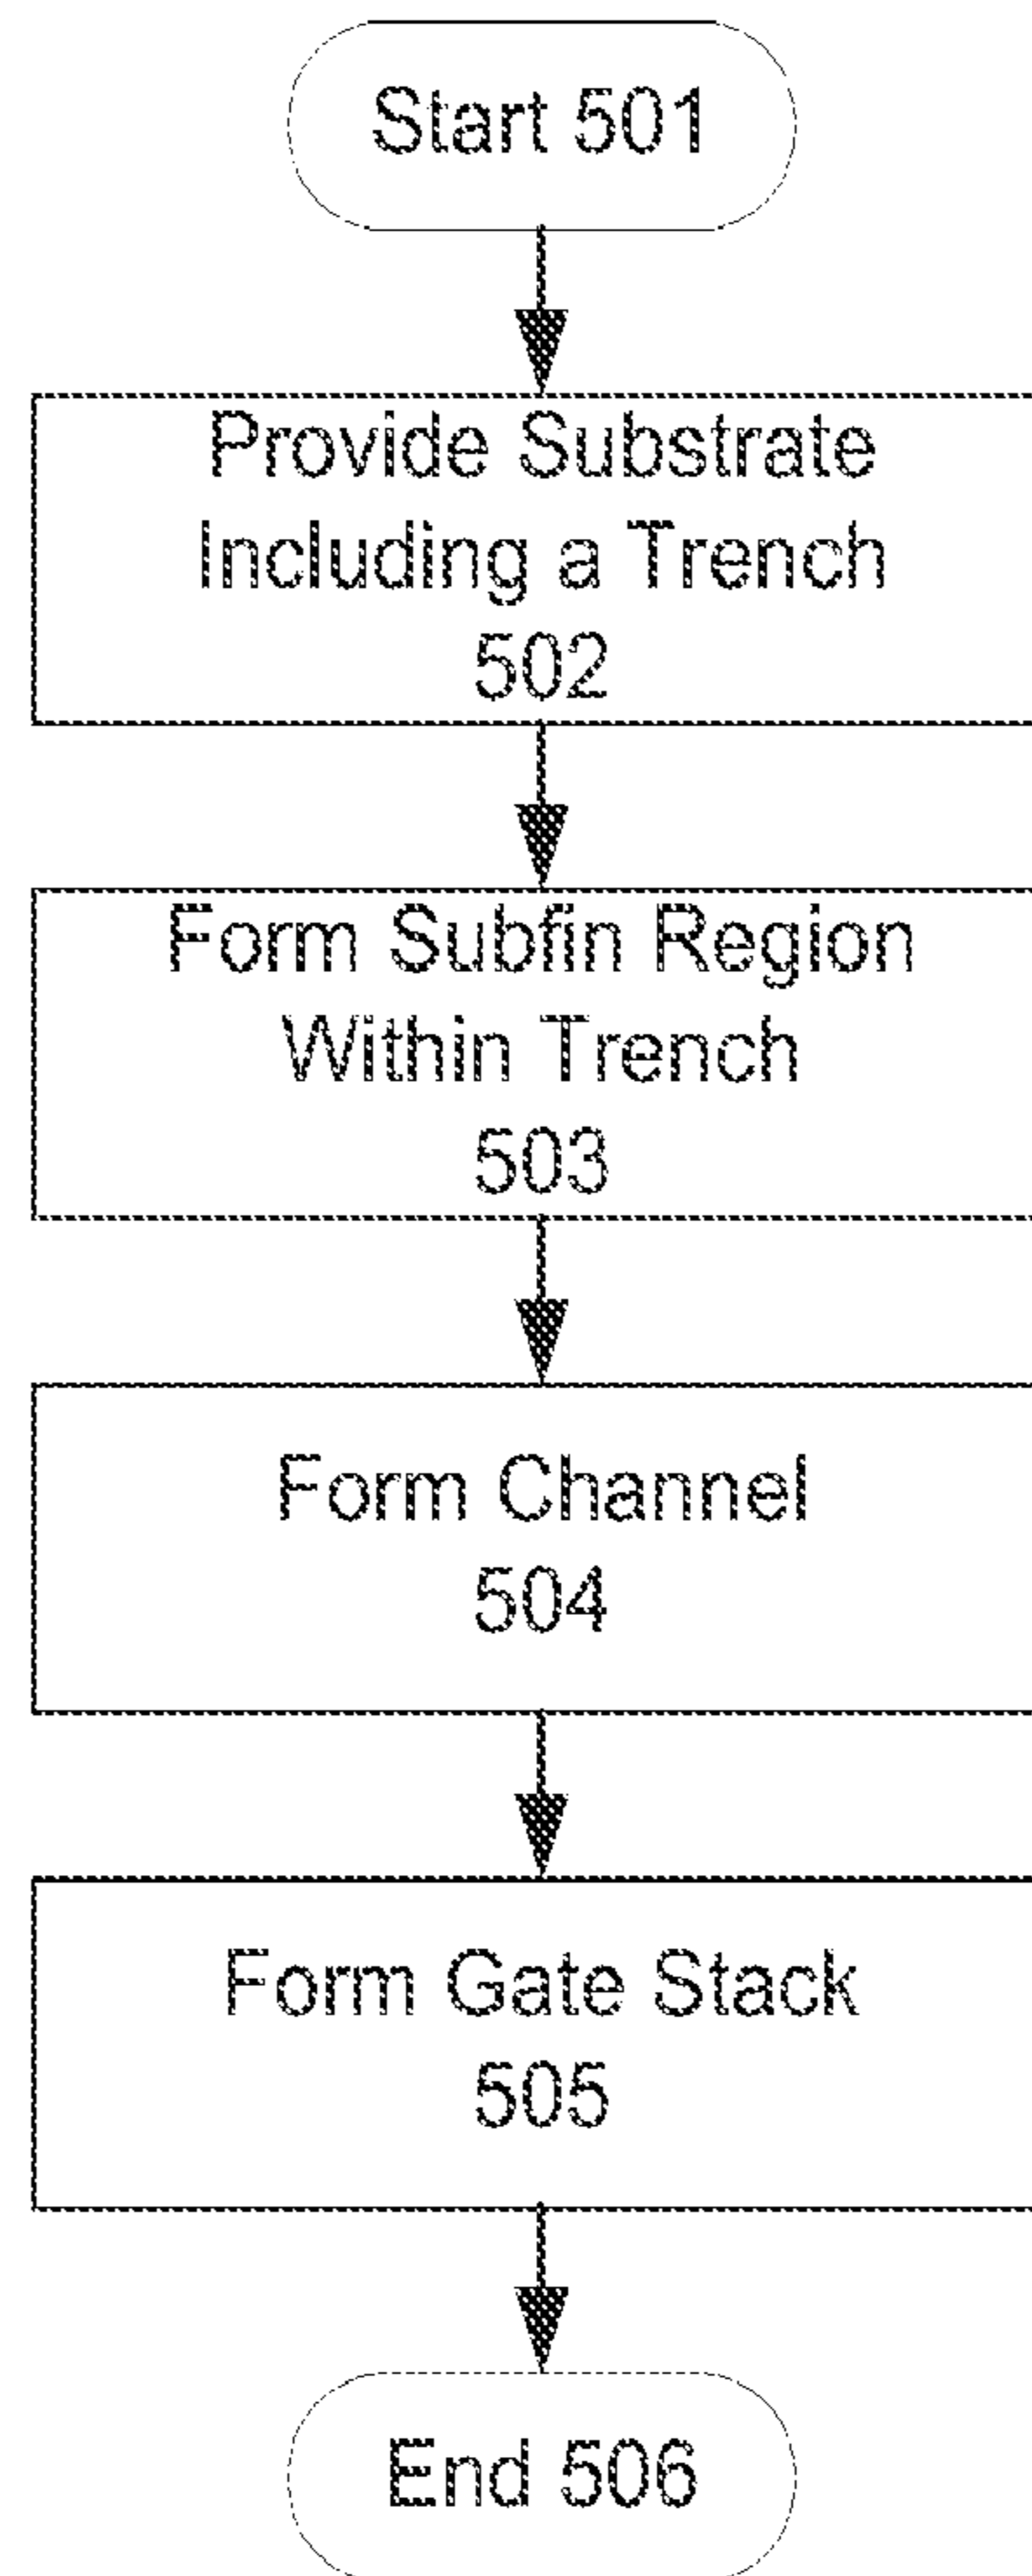 Start 501
Provide Substrate
Including a Trench
502
Form Subfin Region
Within Trench
503
Form Channel
504
Form Gate Stack
505
End 506